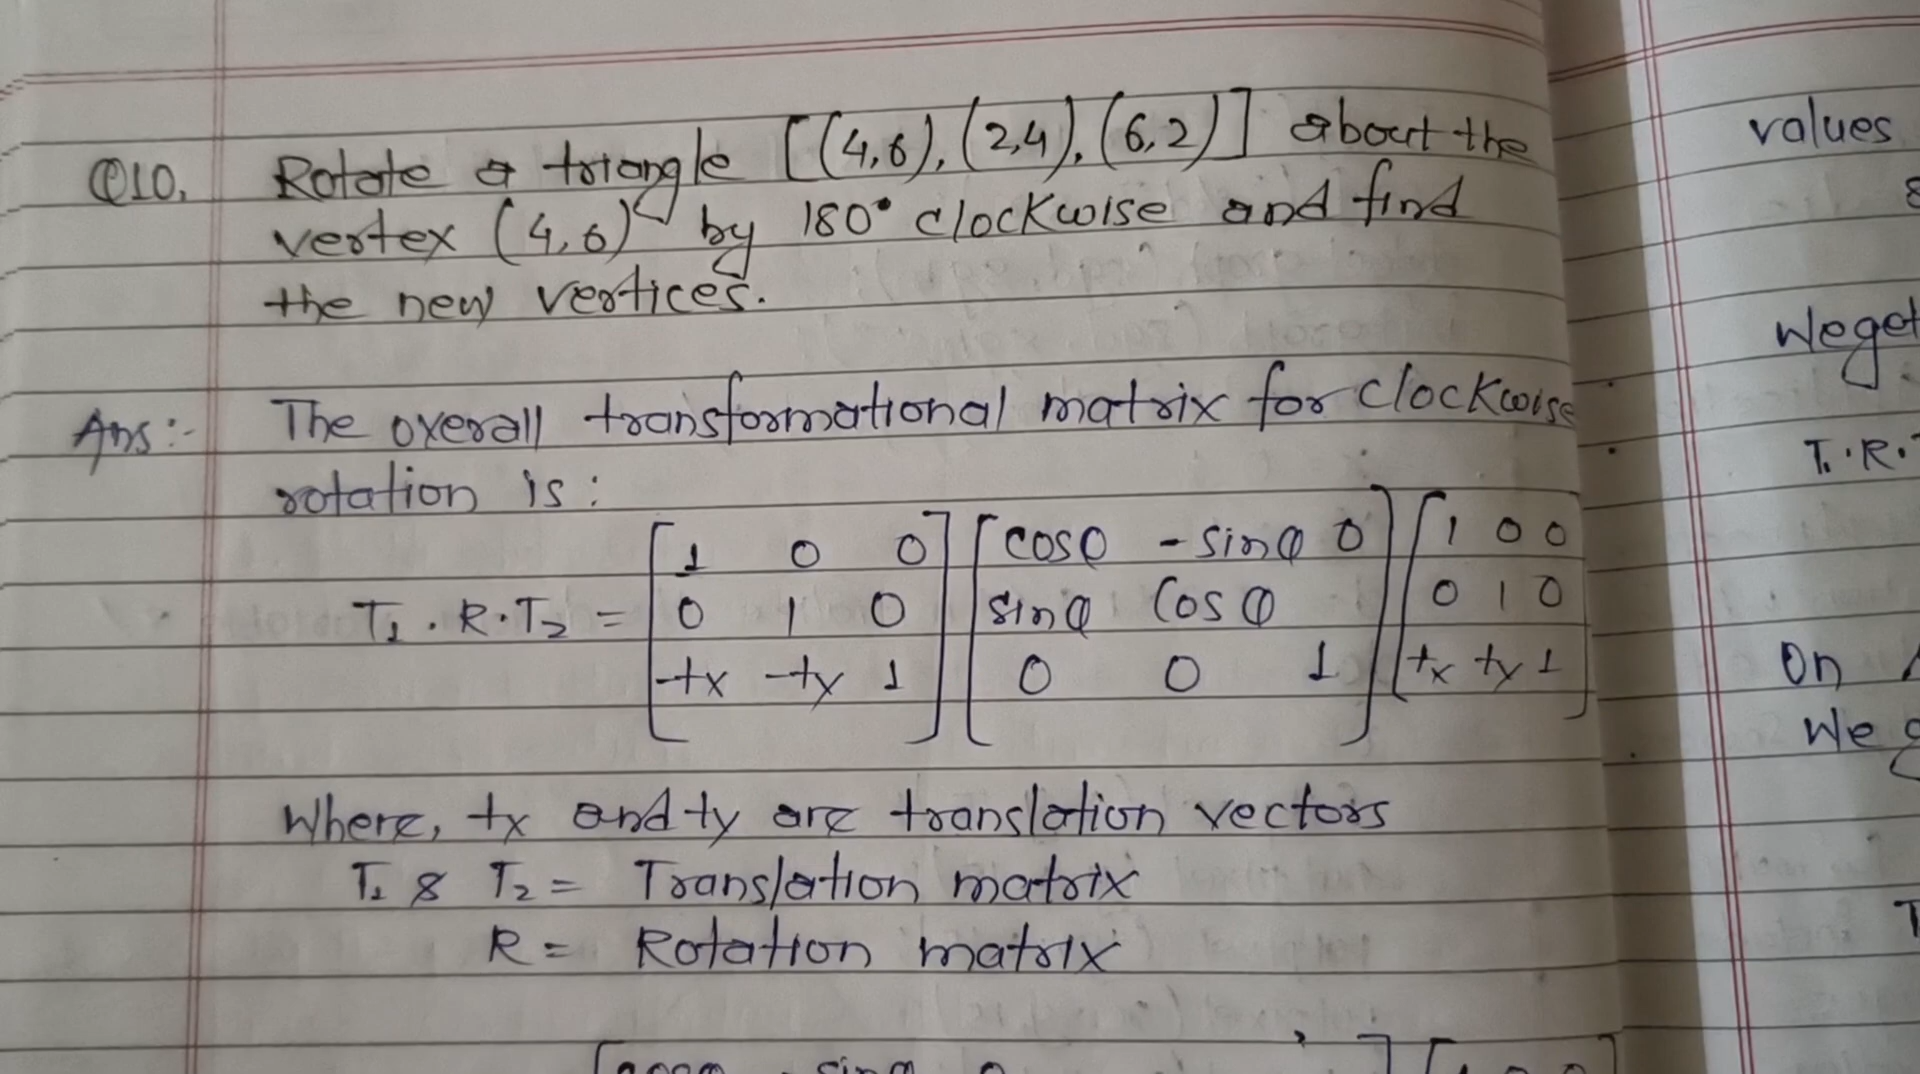 Q10. Rotate a triangle [(4,6), (2,4), (6,2)] about the
vertex (4,6) by 180° clockwise and find
the new vertices.
Ans:- The overall transformational matrix for clockwise
rotation is:
[1 0 0] [cosθ -sinθ 0] [1 0 0]
T1 . R . T2 = [0 1 0] [sinθ cosθ ] [0 1 0]
[-tx -ty 1] [0 0 1] [tx ty 1]
Where, tx and ty are translation vectors
T1 & T2 = Translation matrix
R = Rotation matrix
values
We get
T1 . R .
On
We